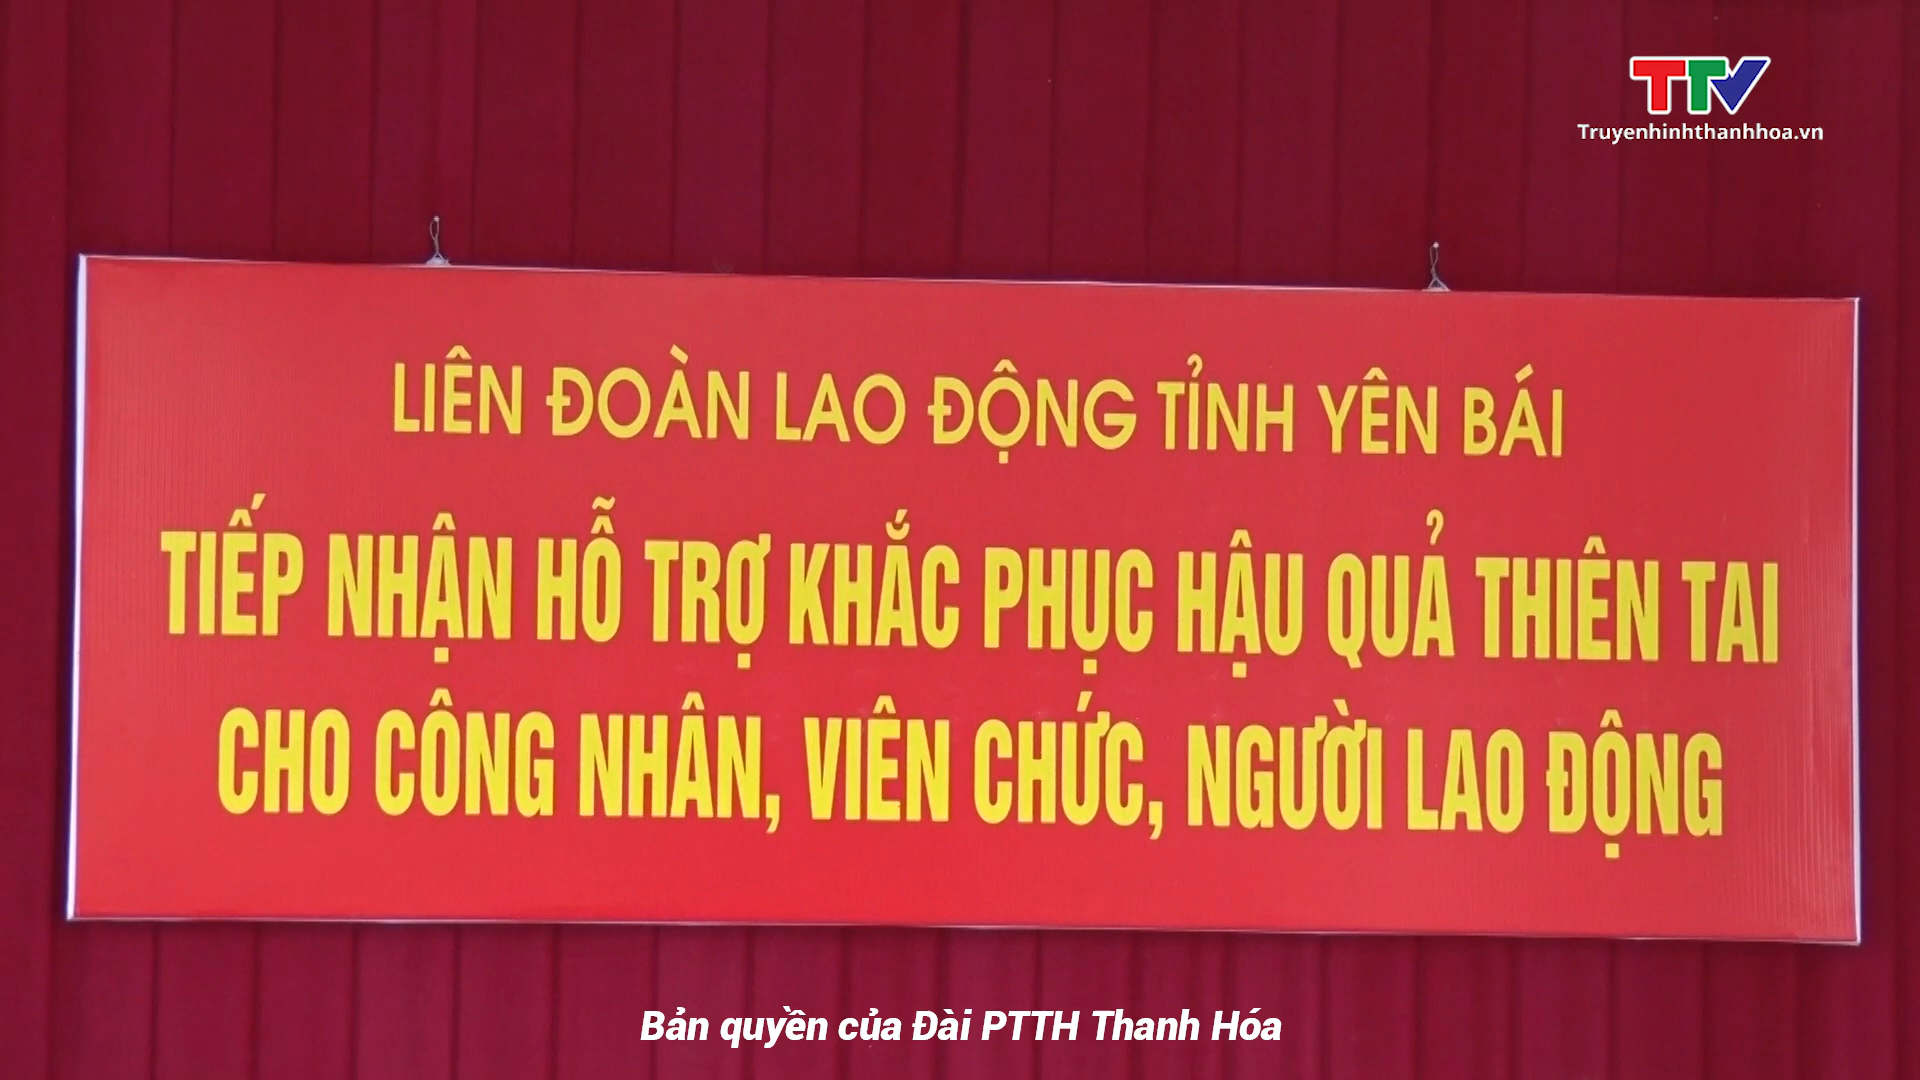 TTV
Truyenhinhthanhhoa.vn
LIÊN ĐOÀN LAO ĐỘNG TỈNH YÊN BÁI
TIẾP NHẬN HỖ TRỢ KHẮC PHỤC HẬU QUẢ THIÊN TAI
CHO CÔNG NHÂN, VIÊN CHỨC, NGƯỜI LAO ĐỘNG
Bản quyền của Đài PTTH Thanh Hóa